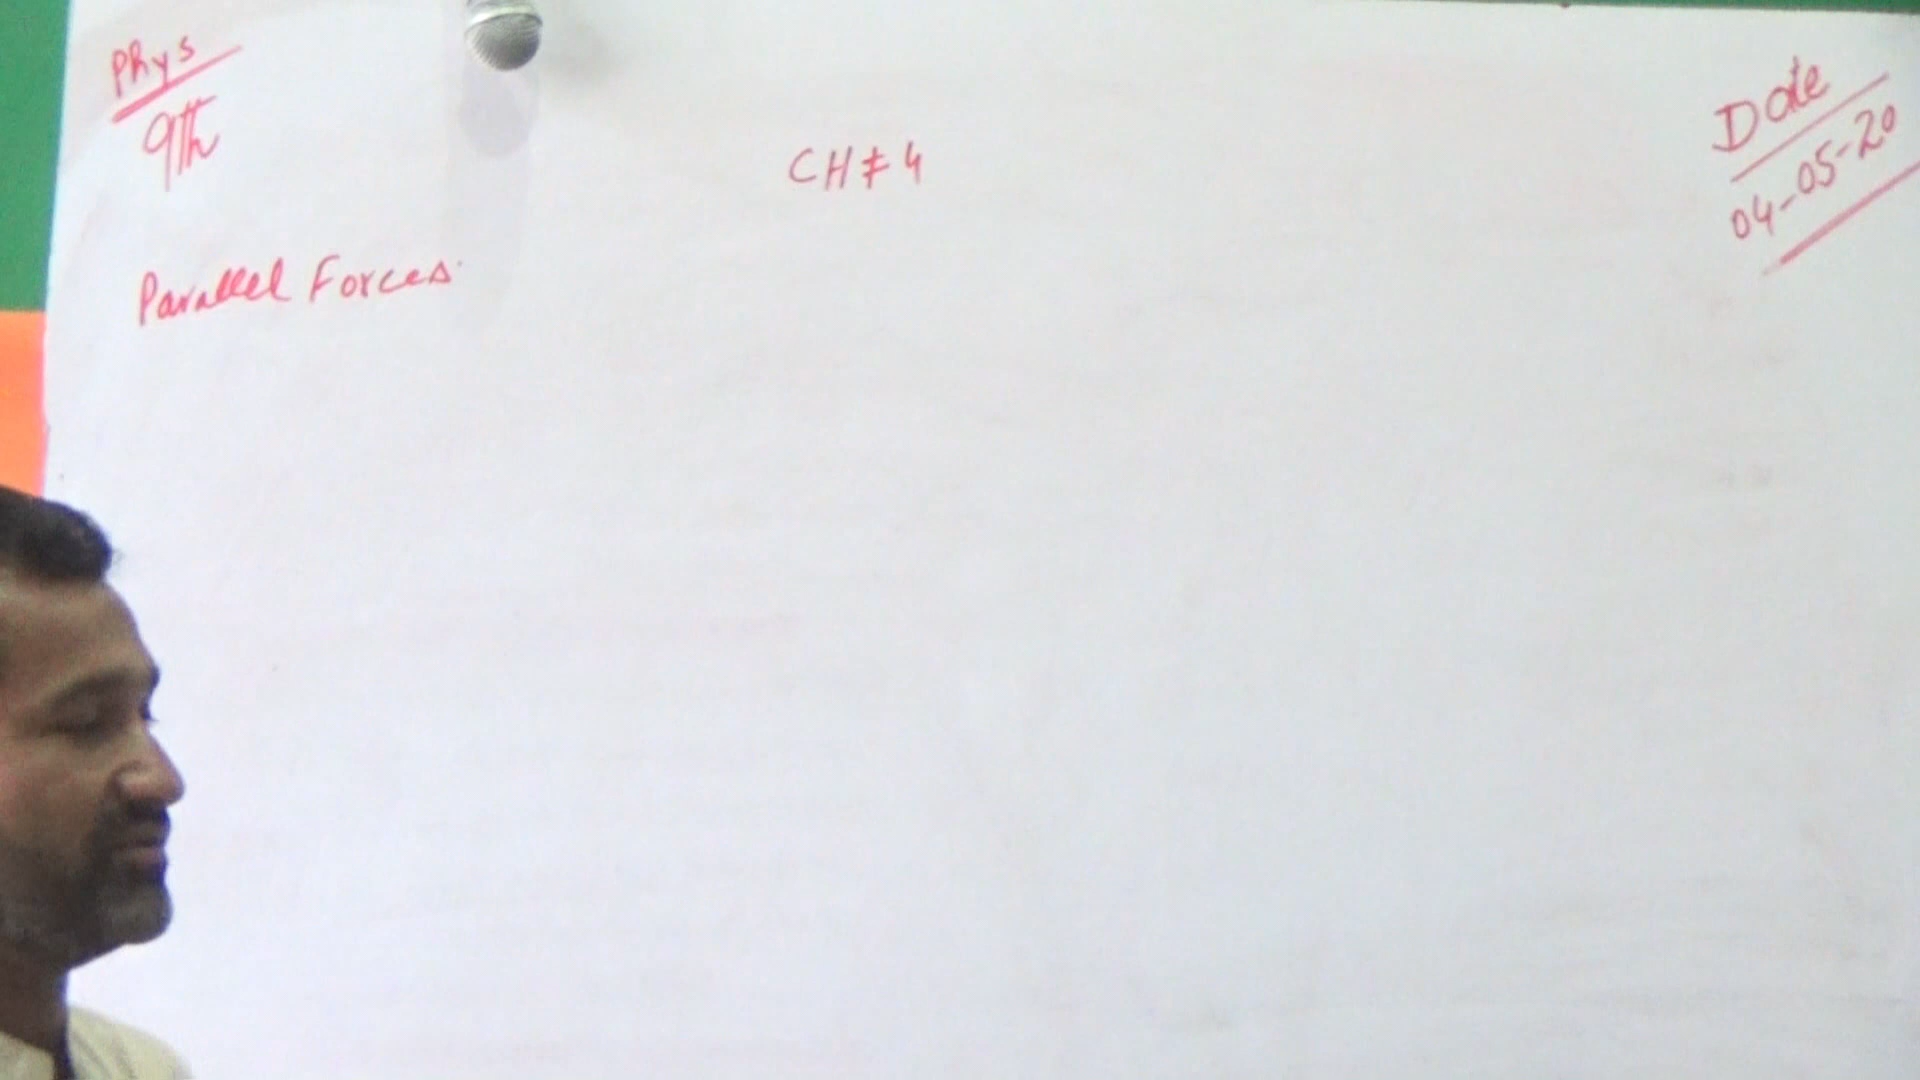 Phys
9th
Date
04-05-20
CH # 4
Parallel Forces.